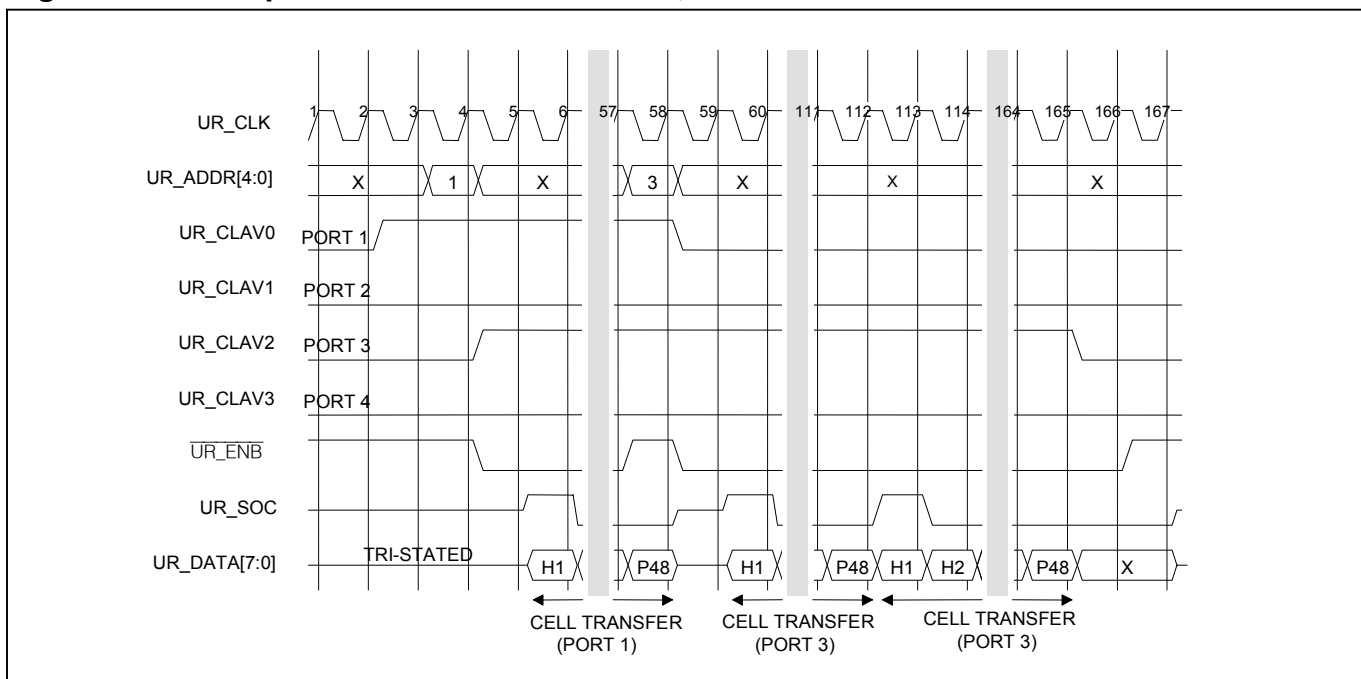 UR_CLK 1 2 3 4 5 6 57 58 59 60 111 112 113 114 164 165 166 167
UR_ADDR[4:0] X 1 X 3 X X X
UR_CLAV0 PORT 1
UR_CLAV1 PORT 2
UR_CLAV2 PORT 3
UR_CLAV3 PORT 4
UR_ENB
UR_SOC
UR_DATA[7:0] TRI-STATED H1 P48 H1 P48 H1 H2 P48 X
CELL TRANSFER
(PORT 1)
CELL TRANSFER
(PORT 3)
CELL TRANSFER
(PORT 3)